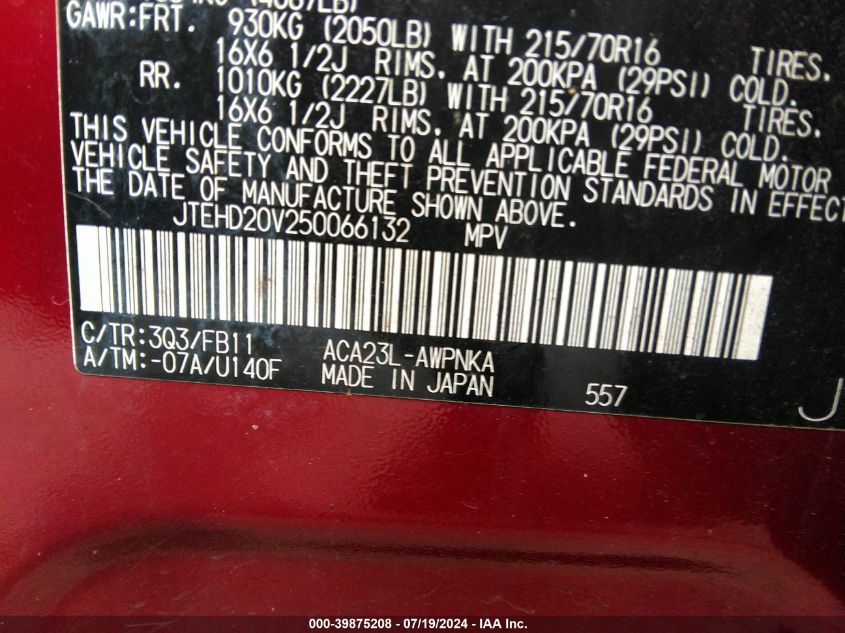 GAWR:FRT. 930KG (2050LB) WITH 215/70R16 TIRES.
16X6 1/2J RIMS. AT 200KPA (29PSI) COLD.
RR. 1010KG (2227LB) WITH 215/70R16 TIRES.
16X6 1/2J RIMS. AT 200KPA (29PSI) COLD.
THIS VEHICLE CONFORMS TO ALL APPLICABLE FEDERAL MOTOR
VEHICLE SAFETY AND THEFT PREVENTION STANDARDS IN EFFEC
THE DATE OF MANUFACTURE SHOWN ABOVE.
JTEHD20V250066132 MPV
C/TR:3Q3/FB11 ACA23L-AWPNKA
A/TM:-07A/U140F MADE IN JAPAN 557 J
000-39875208 - 07/19/2024 - IAAI Inc.